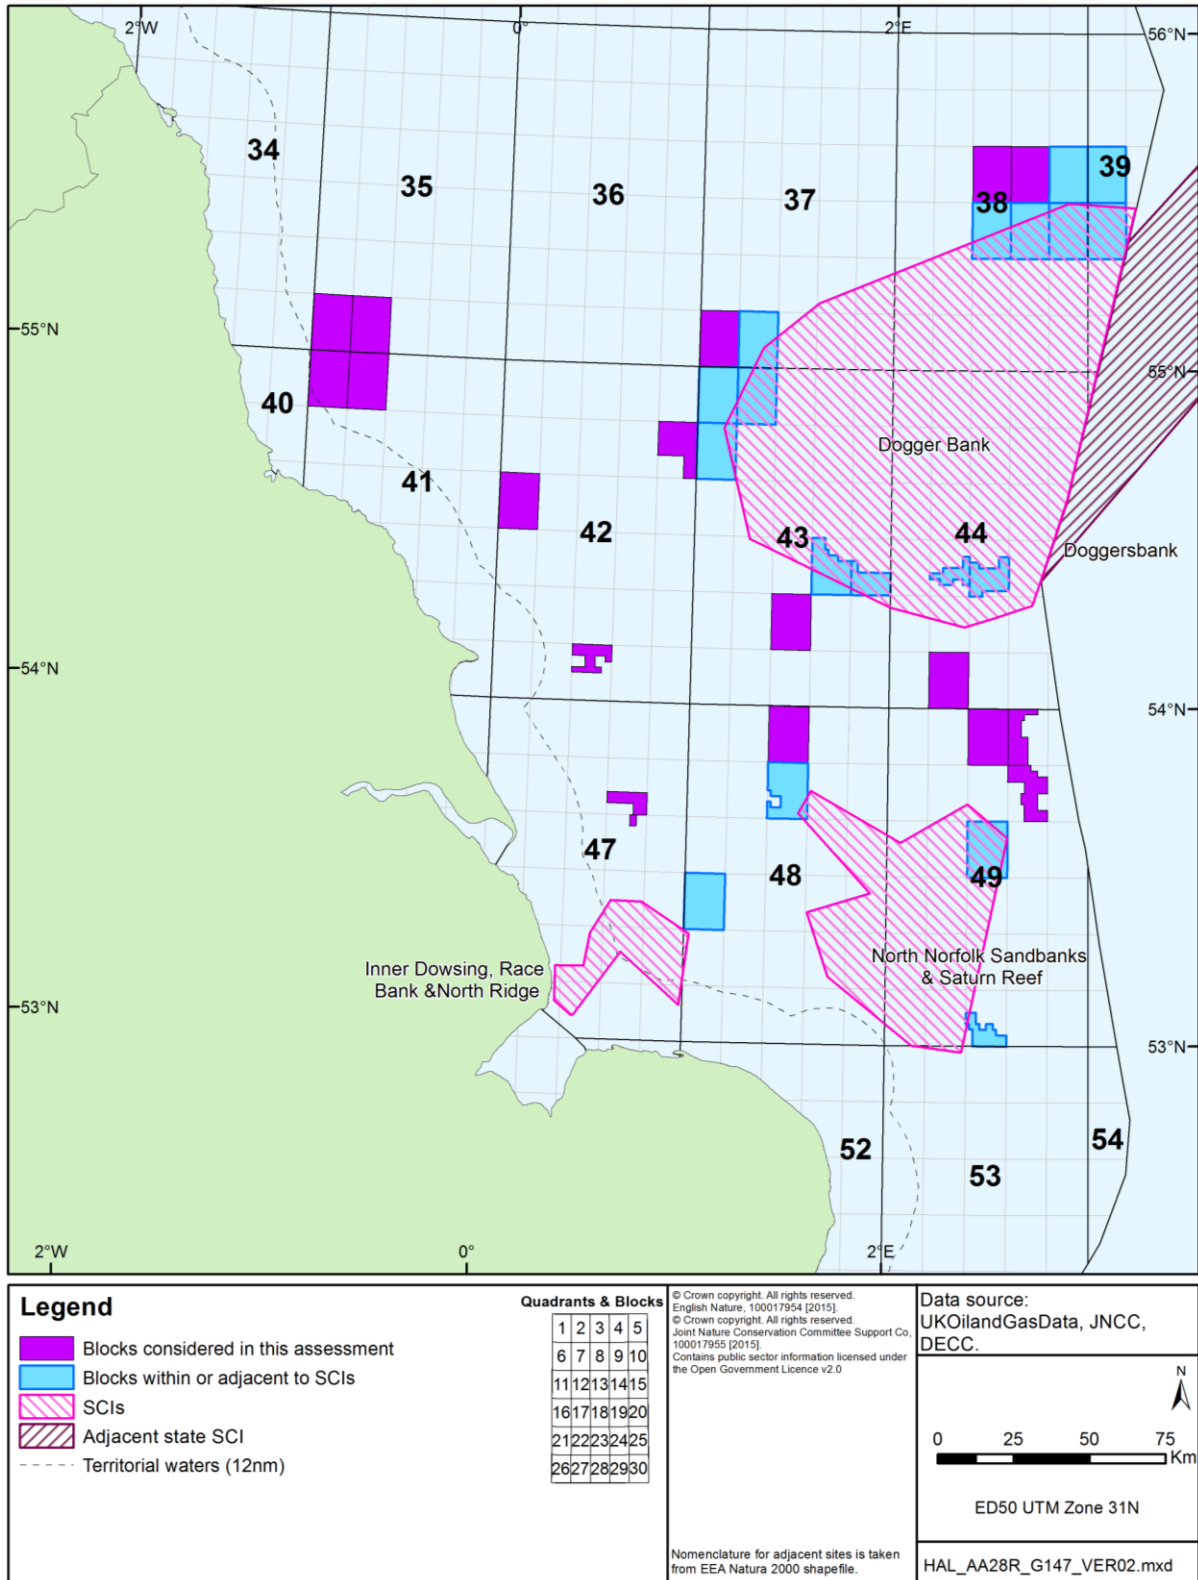 2°W
0°
2°E
56°N
34
35
36
37
38
39
55°N
55°N
40
41
42
43
44
Dogger Bank
Doggersbank
54°N
54°N
47
48
49
Inner Dowsing, Race
Bank &North Ridge
North Norfolk Sandbanks
& Saturn Reef
53°N
53°N
52
53
54
2°W
0°
2°E
Legend
Blocks considered in this assessment
Blocks within or adjacent to SCIs
SCIs
Adjacent state SCI
Territorial waters (12nm)
Quadrants & Blocks
1 2 3 4 5
6 7 8 9 10
11 12 13 14 15
16 17 18 19 20
21 22 23 24 25
26 27 28 29 30
© Crown copyright. All rights reserved.
English Nature, 100017954 [2015].
© Crown copyright. All rights reserved.
Joint Nature Conservation Committee Support Co,
100017955 [2015].
Contains public sector information licensed under
the Open Government Licence v2.0
Nomenclature for adjacent sites is taken
from EEA Natura 2000 shapefile.
Data source:
UKOilandGasData, JNCC,
DECC.
N
0 25 50 75
Km
ED50 UTM Zone 31N
HAL_AA28R_G147_VER02.mxd